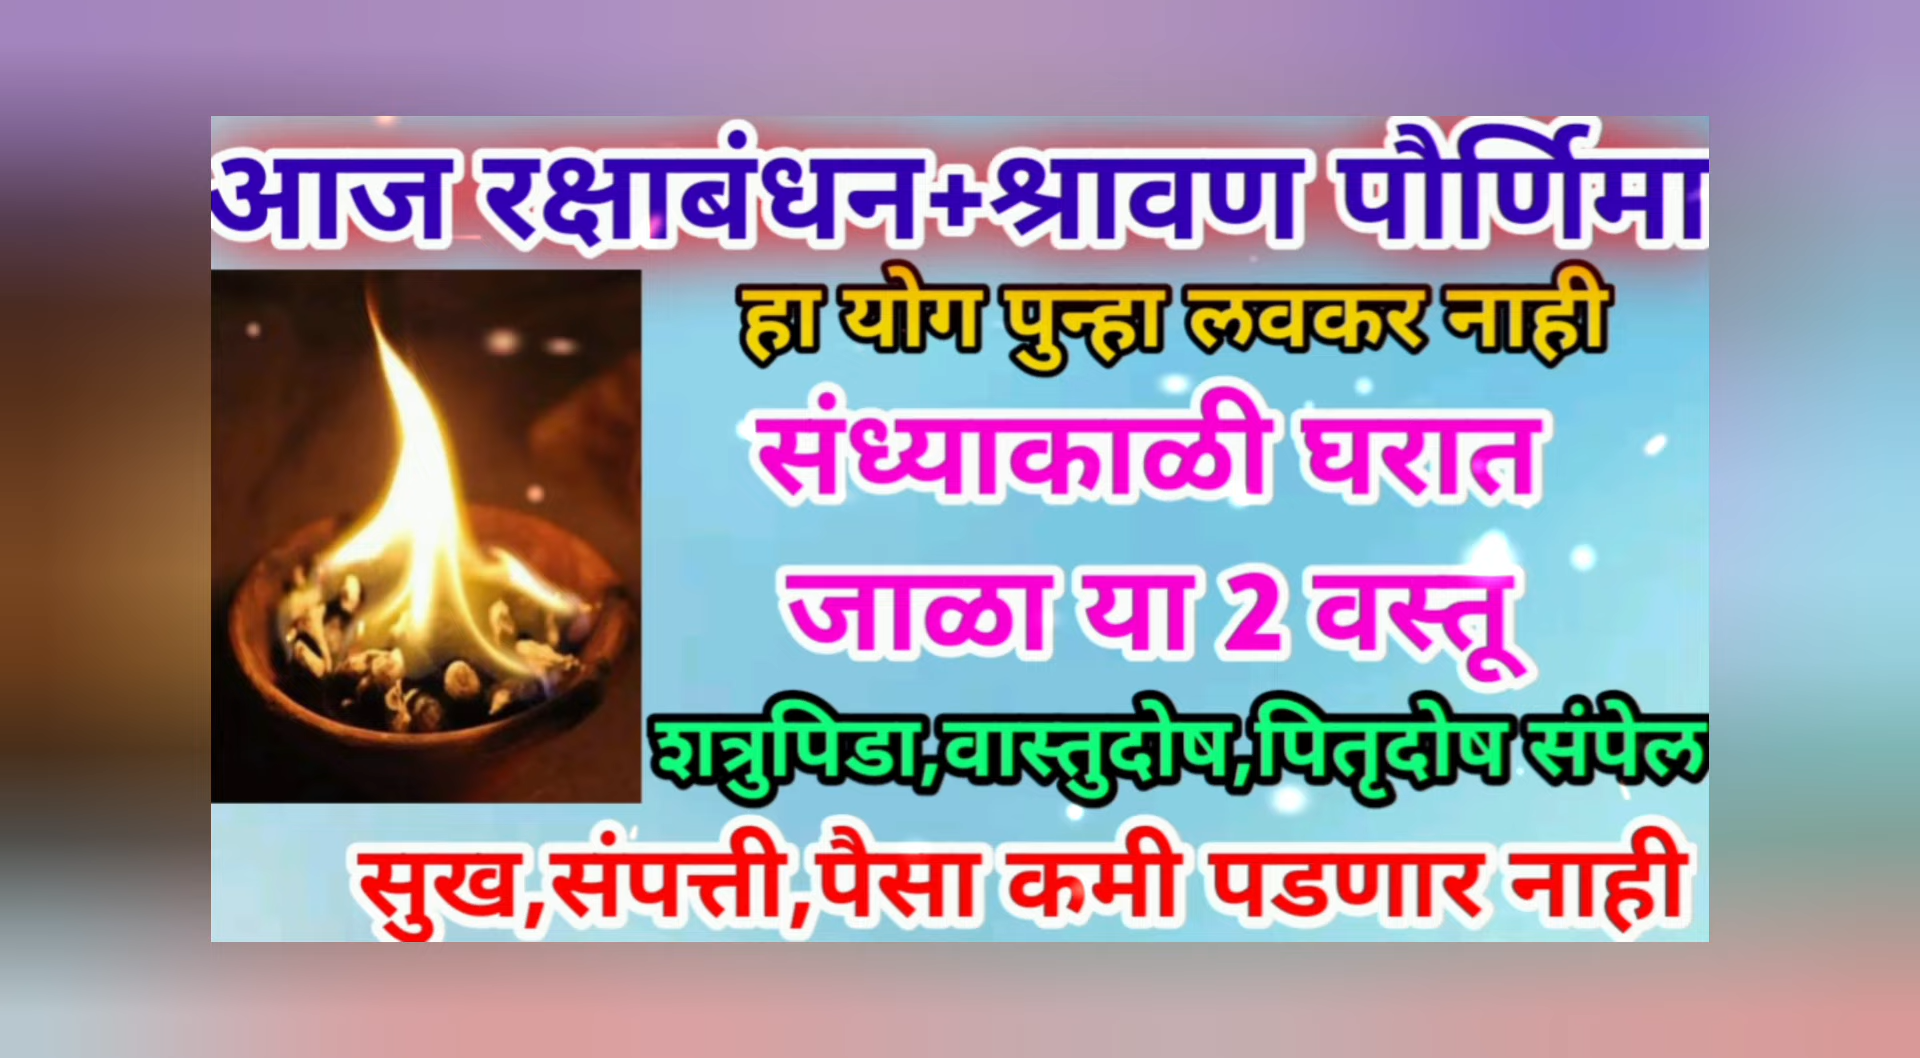 आज रक्षाबंधन+श्रावण पौर्णिमा
हा योग पुन्हा लवकर नाही
संध्याकाळी घरात
जाळा या 2 वस्तू
शत्रुपिडा,वास्तुदोष,पितृदोष संपेल
सुख,संपत्ती,पैसा कमी पडणार नाही